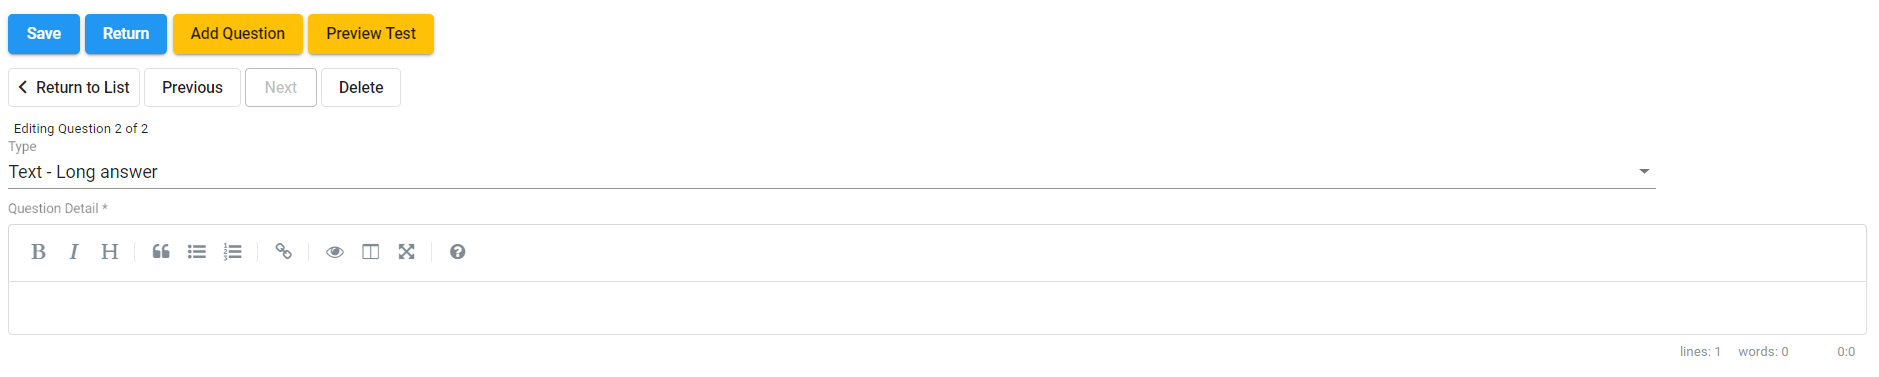 Save Return Add Question Preview Test
Return to List Previous Next Delete
Editing Question 2 of 2
Type
Text - Long answer
Question Detail *
B I H
lines: 1 words: 0 0:0